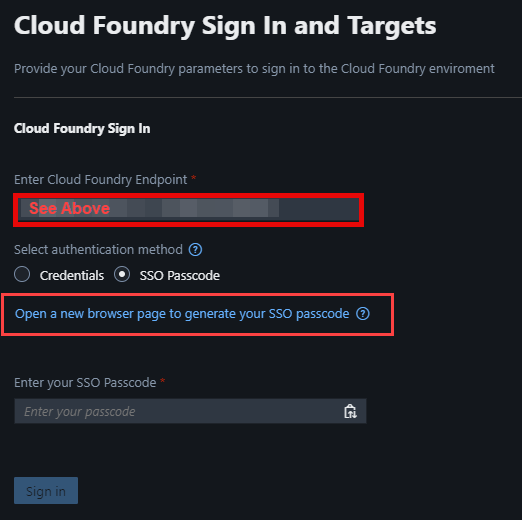 Cloud Foundry Sign In and Targets
Provide your Cloud Foundry parameters to sign in to the Cloud Foundry enviroment
Cloud Foundry Sign In
Enter Cloud Foundry Endpoint *
See Above
Select authentication method ?
Credentials SSO Passcode
Open a new browser page to generate your SSO passcode ?
Enter your SSO Passcode *
Enter your passcode
Sign in